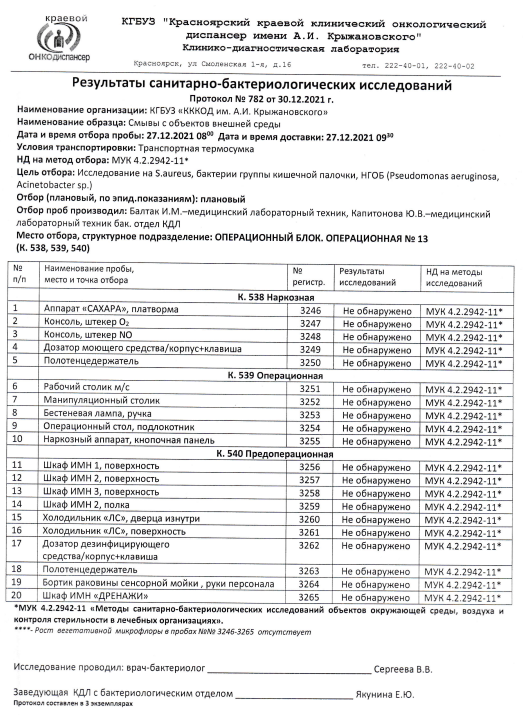 краевой
ОНКОдиспансер
КГБУЗ "Красноярский краевой клинический онкологический
диспансер имени А.И. Крыжановского"
Клинико-диагностическая лаборатория
Красноярск, ул Смоленская 1-я, д.16 тел. 222-40-01, 222-40-02
Результаты санитарно-бактериологических исследований
Протокол № 782 от 30.12.2021 г.
Наименование организации: КГБУЗ «КККОД им. А.И. Крыжановского»
Наименование образца: Смывы с объектов внешней среды
Дата и время отбора пробы: 27.12.2021 08⁰⁰ Дата и время доставки: 27.12.2021 09³⁰
Условия транспортировки: Транспортная термосумка
НД на метод отбора: МУК 4.2.2942-11*
Цель отбора: Исследование на S.aureus, бактерии группы кишечной палочки, НГОБ (Pseudomonas aeruginosa,
Acinetobacter sp.)
Отбор (плановый, по эпид.показаниям): плановый
Отбор проб производил: Балтак И.М.–медицинский лабораторный техник, Капитонова Ю.В.–медицинский
лабораторный техник бак. отдел КДЛ
Место отбора, структурное подразделение: ОПЕРАЦИОННЫЙ БЛОК. ОПЕРАЦИОННАЯ № 13
(К. 538, 539, 540)
№ п/п Наименование пробы, место и точка отбора № регистр. Результаты исследований НД на методы исследований
К. 538 Наркозная
1 Аппарат «САХАРА», платворма 3246 Не обнаружено МУК 4.2.2942-11*
2 Консоль, штекер O₂ 3247 Не обнаружено МУК 4.2.2942-11*
3 Консоль, штекер NO 3248 Не обнаружено МУК 4.2.2942-11*
4 Дозатор моющего средства/корпус+клавиша 3249 Не обнаружено МУК 4.2.2942-11*
5 Полотенцедержатель 3250 Не обнаружено МУК 4.2.2942-11*
К. 539 Операционная
6 Рабочий столик м/с 3251 Не обнаружено МУК 4.2.2942-11*
7 Манипуляционный столик 3252 Не обнаружено МУК 4.2.2942-11*
8 Бестеневая лампа, ручка 3253 Не обнаружено МУК 4.2.2942-11*
9 Операционный стол, подлокотник 3254 Не обнаружено МУК 4.2.2942-11*
10 Наркозный аппарат, кнопочная панель 3255 Не обнаружено МУК 4.2.2942-11*
К. 540 Предоперационная
11 Шкаф ИМН 1, поверхность 3256 Не обнаружено МУК 4.2.2942-11*
12 Шкаф ИМН 2, поверхность 3257 Не обнаружено МУК 4.2.2942-11*
13 Шкаф ИМН 3, поверхность 3258 Не обнаружено МУК 4.2.2942-11*
14 Шкаф ИМН 2, полка 3259 Не обнаружено МУК 4.2.2942-11*
15 Холодильник «ЛС», дверца изнутри 3260 Не обнаружено МУК 4.2.2942-11*
16 Холодильник «ЛС», поверхность 3261 Не обнаружено МУК 4.2.2942-11*
17 Дозатор дезинфицирующего 3262 Не обнаружено МУК 4.2.2942-11*
средства/корпус+клавиша
18 Полотенцедержатель 3263 Не обнаружено МУК 4.2.2942-11*
19 Бортик раковины сенсорной мойки , руки персонала 3264 Не обнаружено МУК 4.2.2942-11*
20 Шкаф ИМН «ДРЕНАЖИ» 3265 Не обнаружено МУК 4.2.2942-11*
*МУК 4.2.2942-11 «Методы санитарно-бактериологических исследований объектов окружающей среды, воздуха и
контроля стерильности в лечебных организациях».
****- Рост вегетативной микрофлоры в пробах №№ 3246-3265 отсутствует
Исследование проводил: врач-бактериолог Сергеева В.В.
Заведующая КДЛ с бактериологическим отделом Якунина Е.Ю.
Протокол составлен в 3 экземплярах